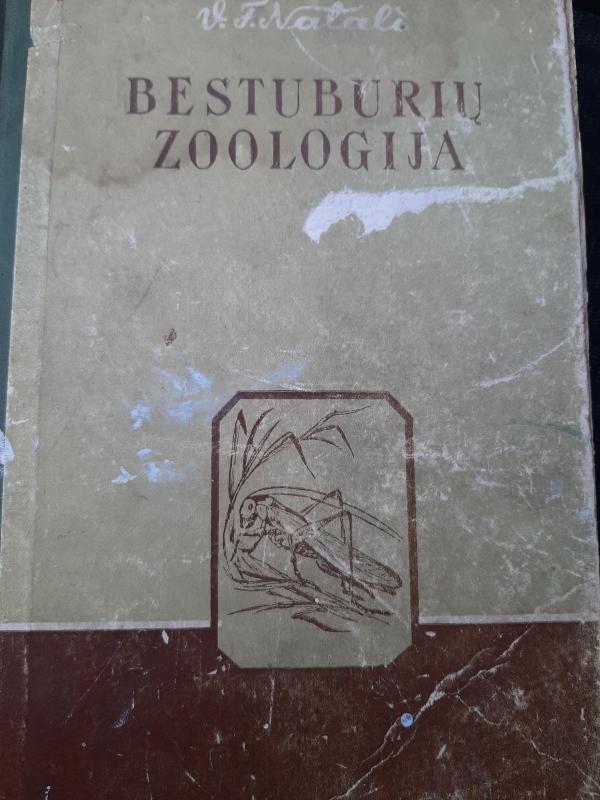 V. F. Natali
BESTUBURIŲ
ZOOLOGIJA